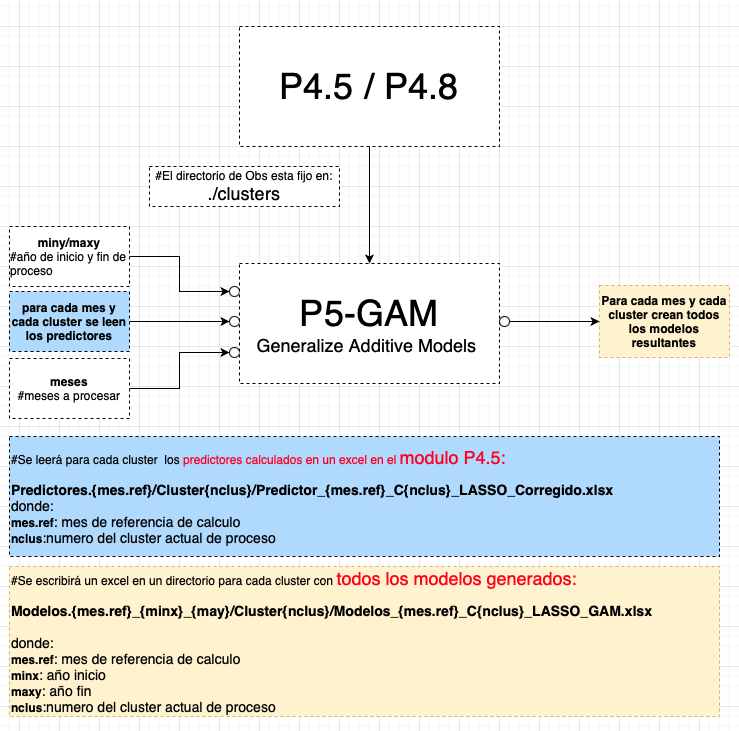 P4.5 / P4.8
#El directorio de Obs esta fijo en:
./clusters
miny/maxy
#año de inicio y fin de
proceso
para cada mes y
cada cluster se leen
los predictores
meses
#meses a procesar
P5-GAM
Generalize Additive Models
Para cada mes y cada
cluster crean todos
los modelos
resultantes
#Se leerá para cada cluster los predictores calculados en un excel en el modulo P4.5:
Predictores.{mes.ref}/Cluster{nclus}/Predictor_{mes.ref}_C{nclus}_LASSO_Corregido.xlsx
donde:
mes.ref: mes de referencia de calculo
nclus:numero del cluster actual de proceso
#Se escribirá un excel en un directorio para cada cluster con todos los modelos generados:
Modelos.{mes.ref}_{minx}_{may}/Cluster{nclus}/Modelos_{mes.ref}_C{nclus}_LASSO_GAM.xlsx
donde:
mes.ref: mes de referencia de calculo
minx: año inicio
maxy: año fin
nclus:numero del cluster actual de proceso